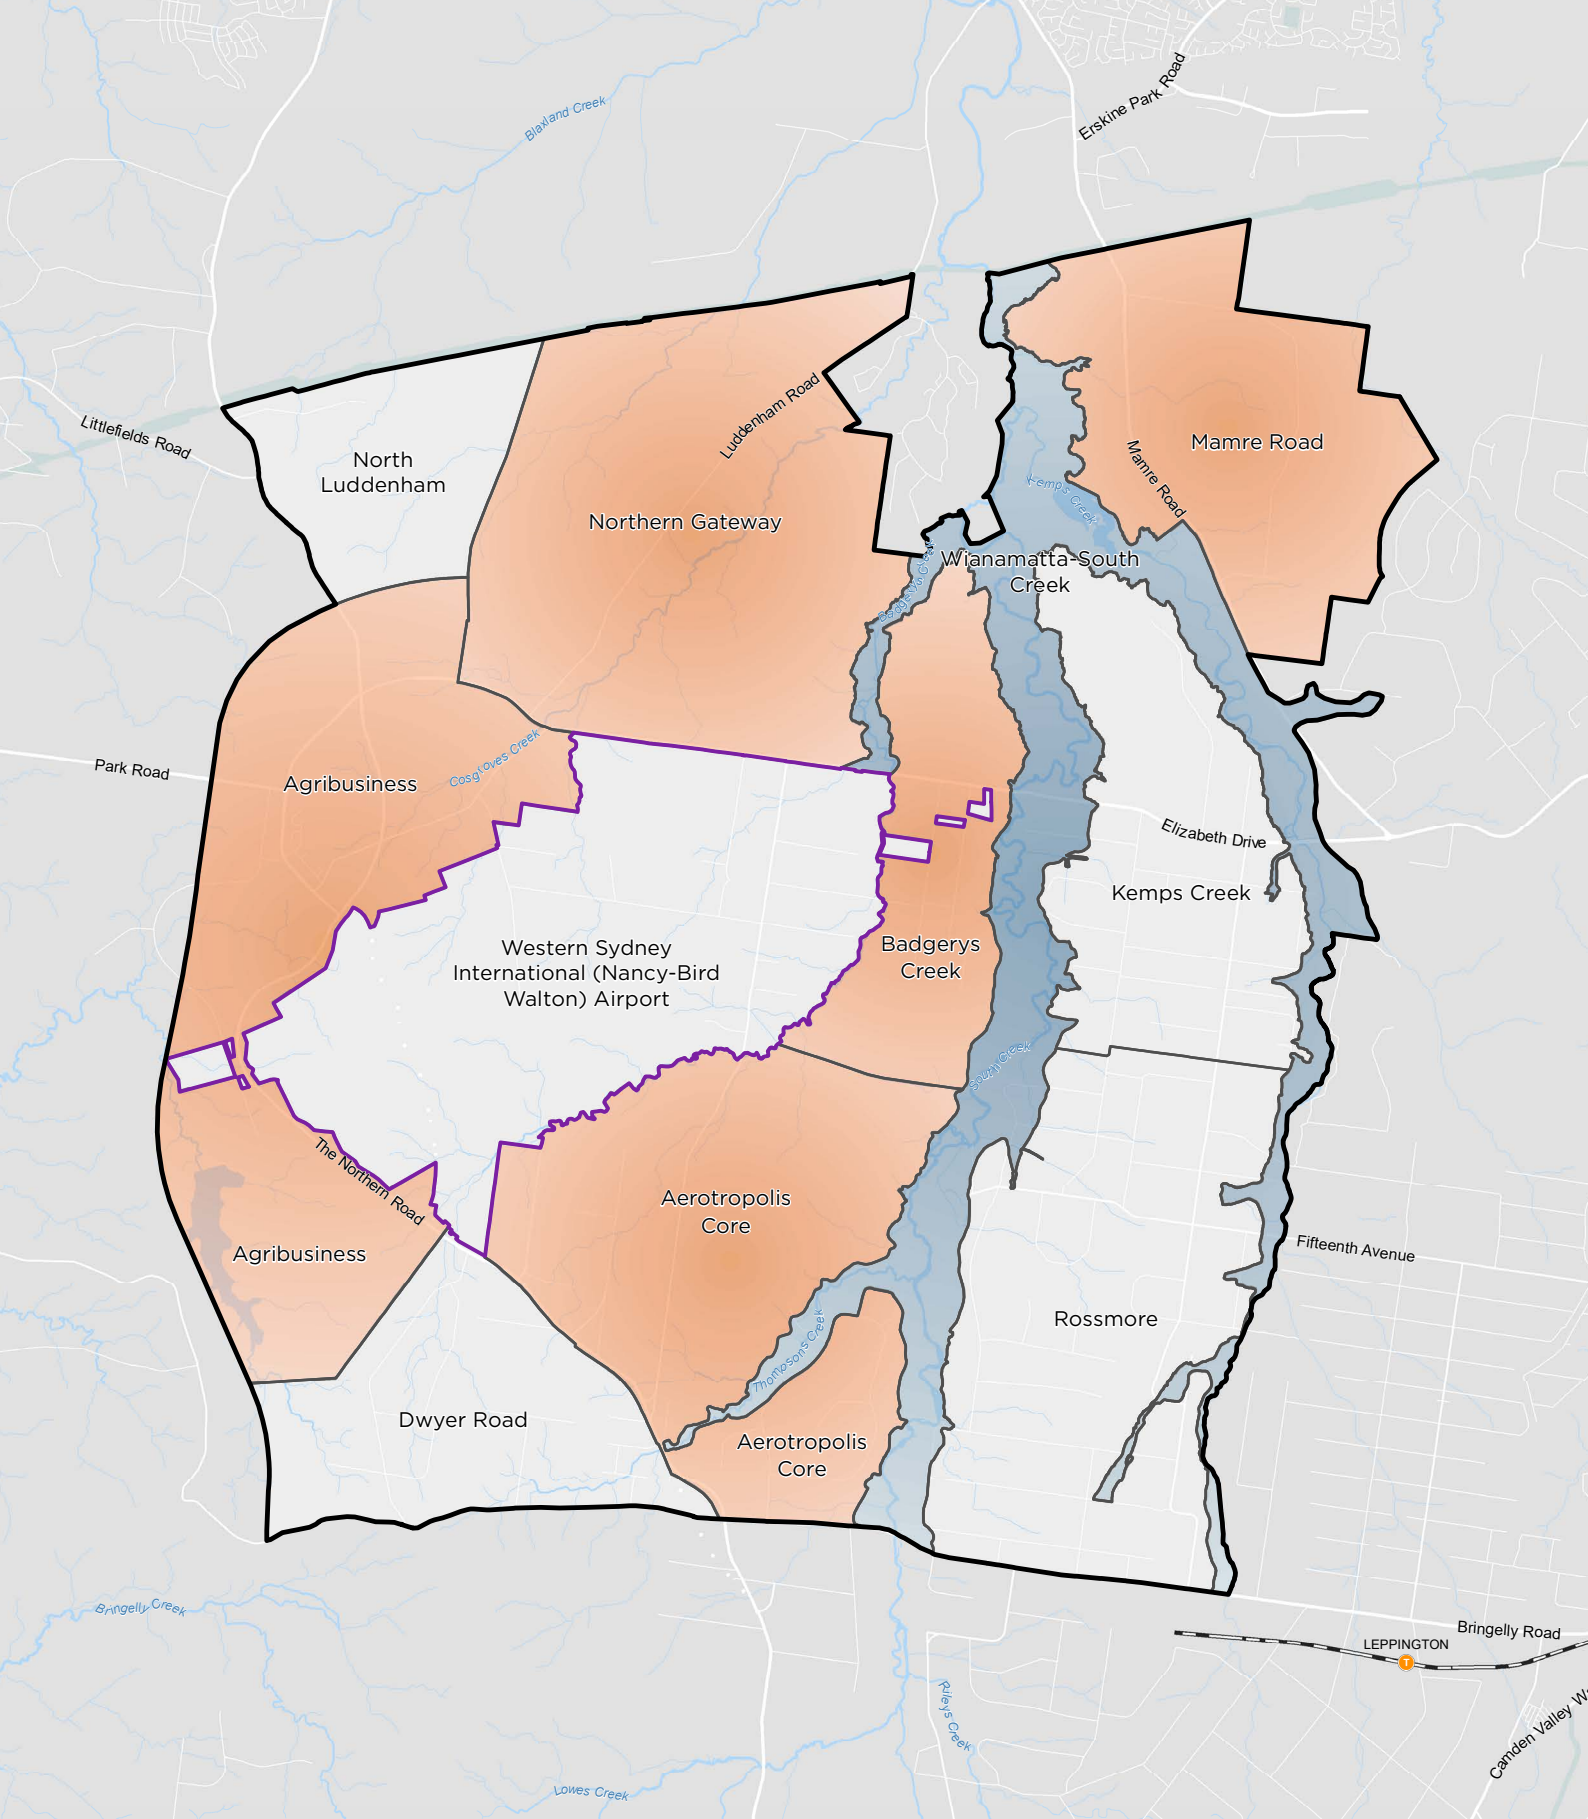 Blaxland Creek
Erskine Park Road
Littlefields Road
North
Luddenham
Luddenham Road
Northern Gateway
Mamre Road
Mamre Road
Kemps Creek
Badgerys Creek
Wianamatta-South
Creek
Cosgroves Creek
Park Road
Agribusiness
Elizabeth Drive
Kemps Creek
Western Sydney
International (Nancy-Bird
Walton) Airport
Badgerys
Creek
South Creek
The Northern Road
Agribusiness
Aerotropolis
Core
Fifteenth Avenue
Rossmore
Thompsons Creek
Dwyer Road
Aerotropolis
Core
Bringelly Creek
Bringelly Road
LEPPINGTON
T
Rileys Creek
Camden Valley W
Lowes Creek